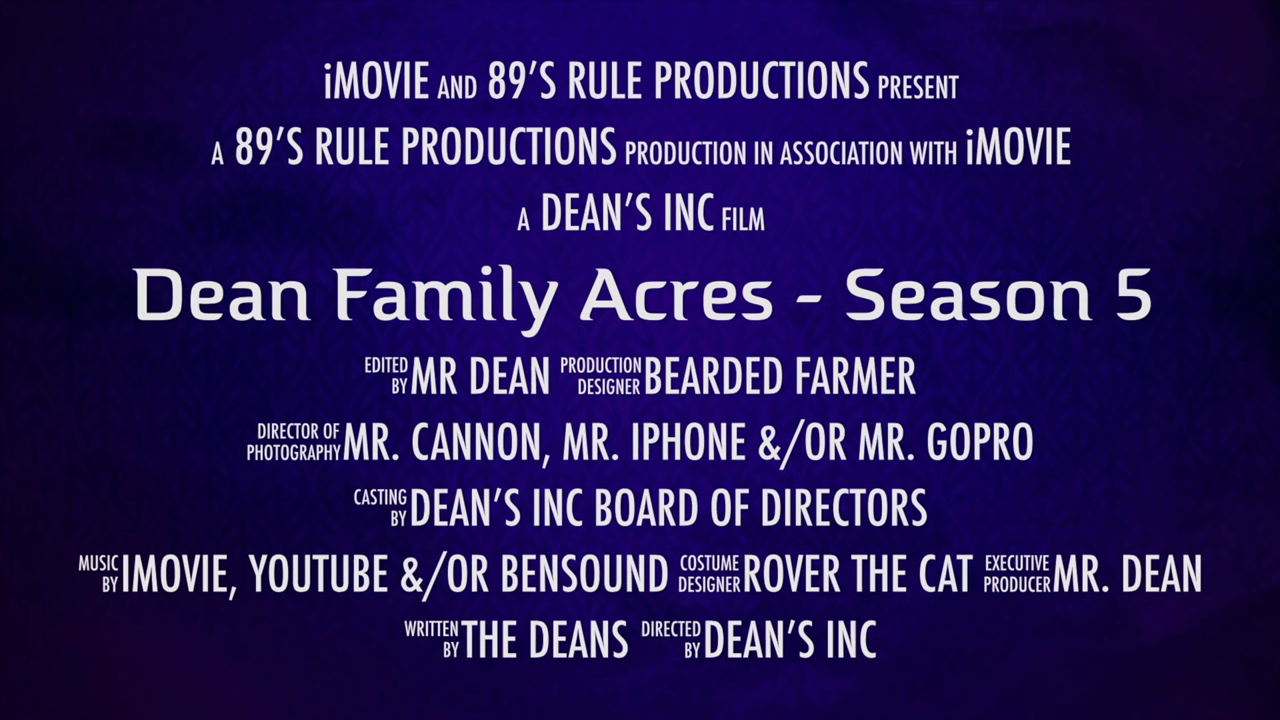 iMOVIE AND 89'S RULE PRODUCTIONS PRESENT
A 89'S RULE PRODUCTIONS PRODUCTION IN ASSOCIATION WITH iMOVIE
A DEAN'S INC FILM
Dean Family Acres - Season 5
EDITED BY MR DEAN PRODUCTION DESIGNER BEARDED FARMER
DIRECTOR OF PHOTOGRAPHY MR. CANNON, MR. IPHONE &/OR MR. GOPRO
CASTING BY DEAN'S INC BOARD OF DIRECTORS
MUSIC BY IMOVIE, YOUTUBE &/OR BENSOUND COSTUME DESIGNER ROVER THE CAT EXECUTIVE PRODUCER MR. DEAN
WRITTEN BY THE DEANS DIRECTED BY DEAN'S INC